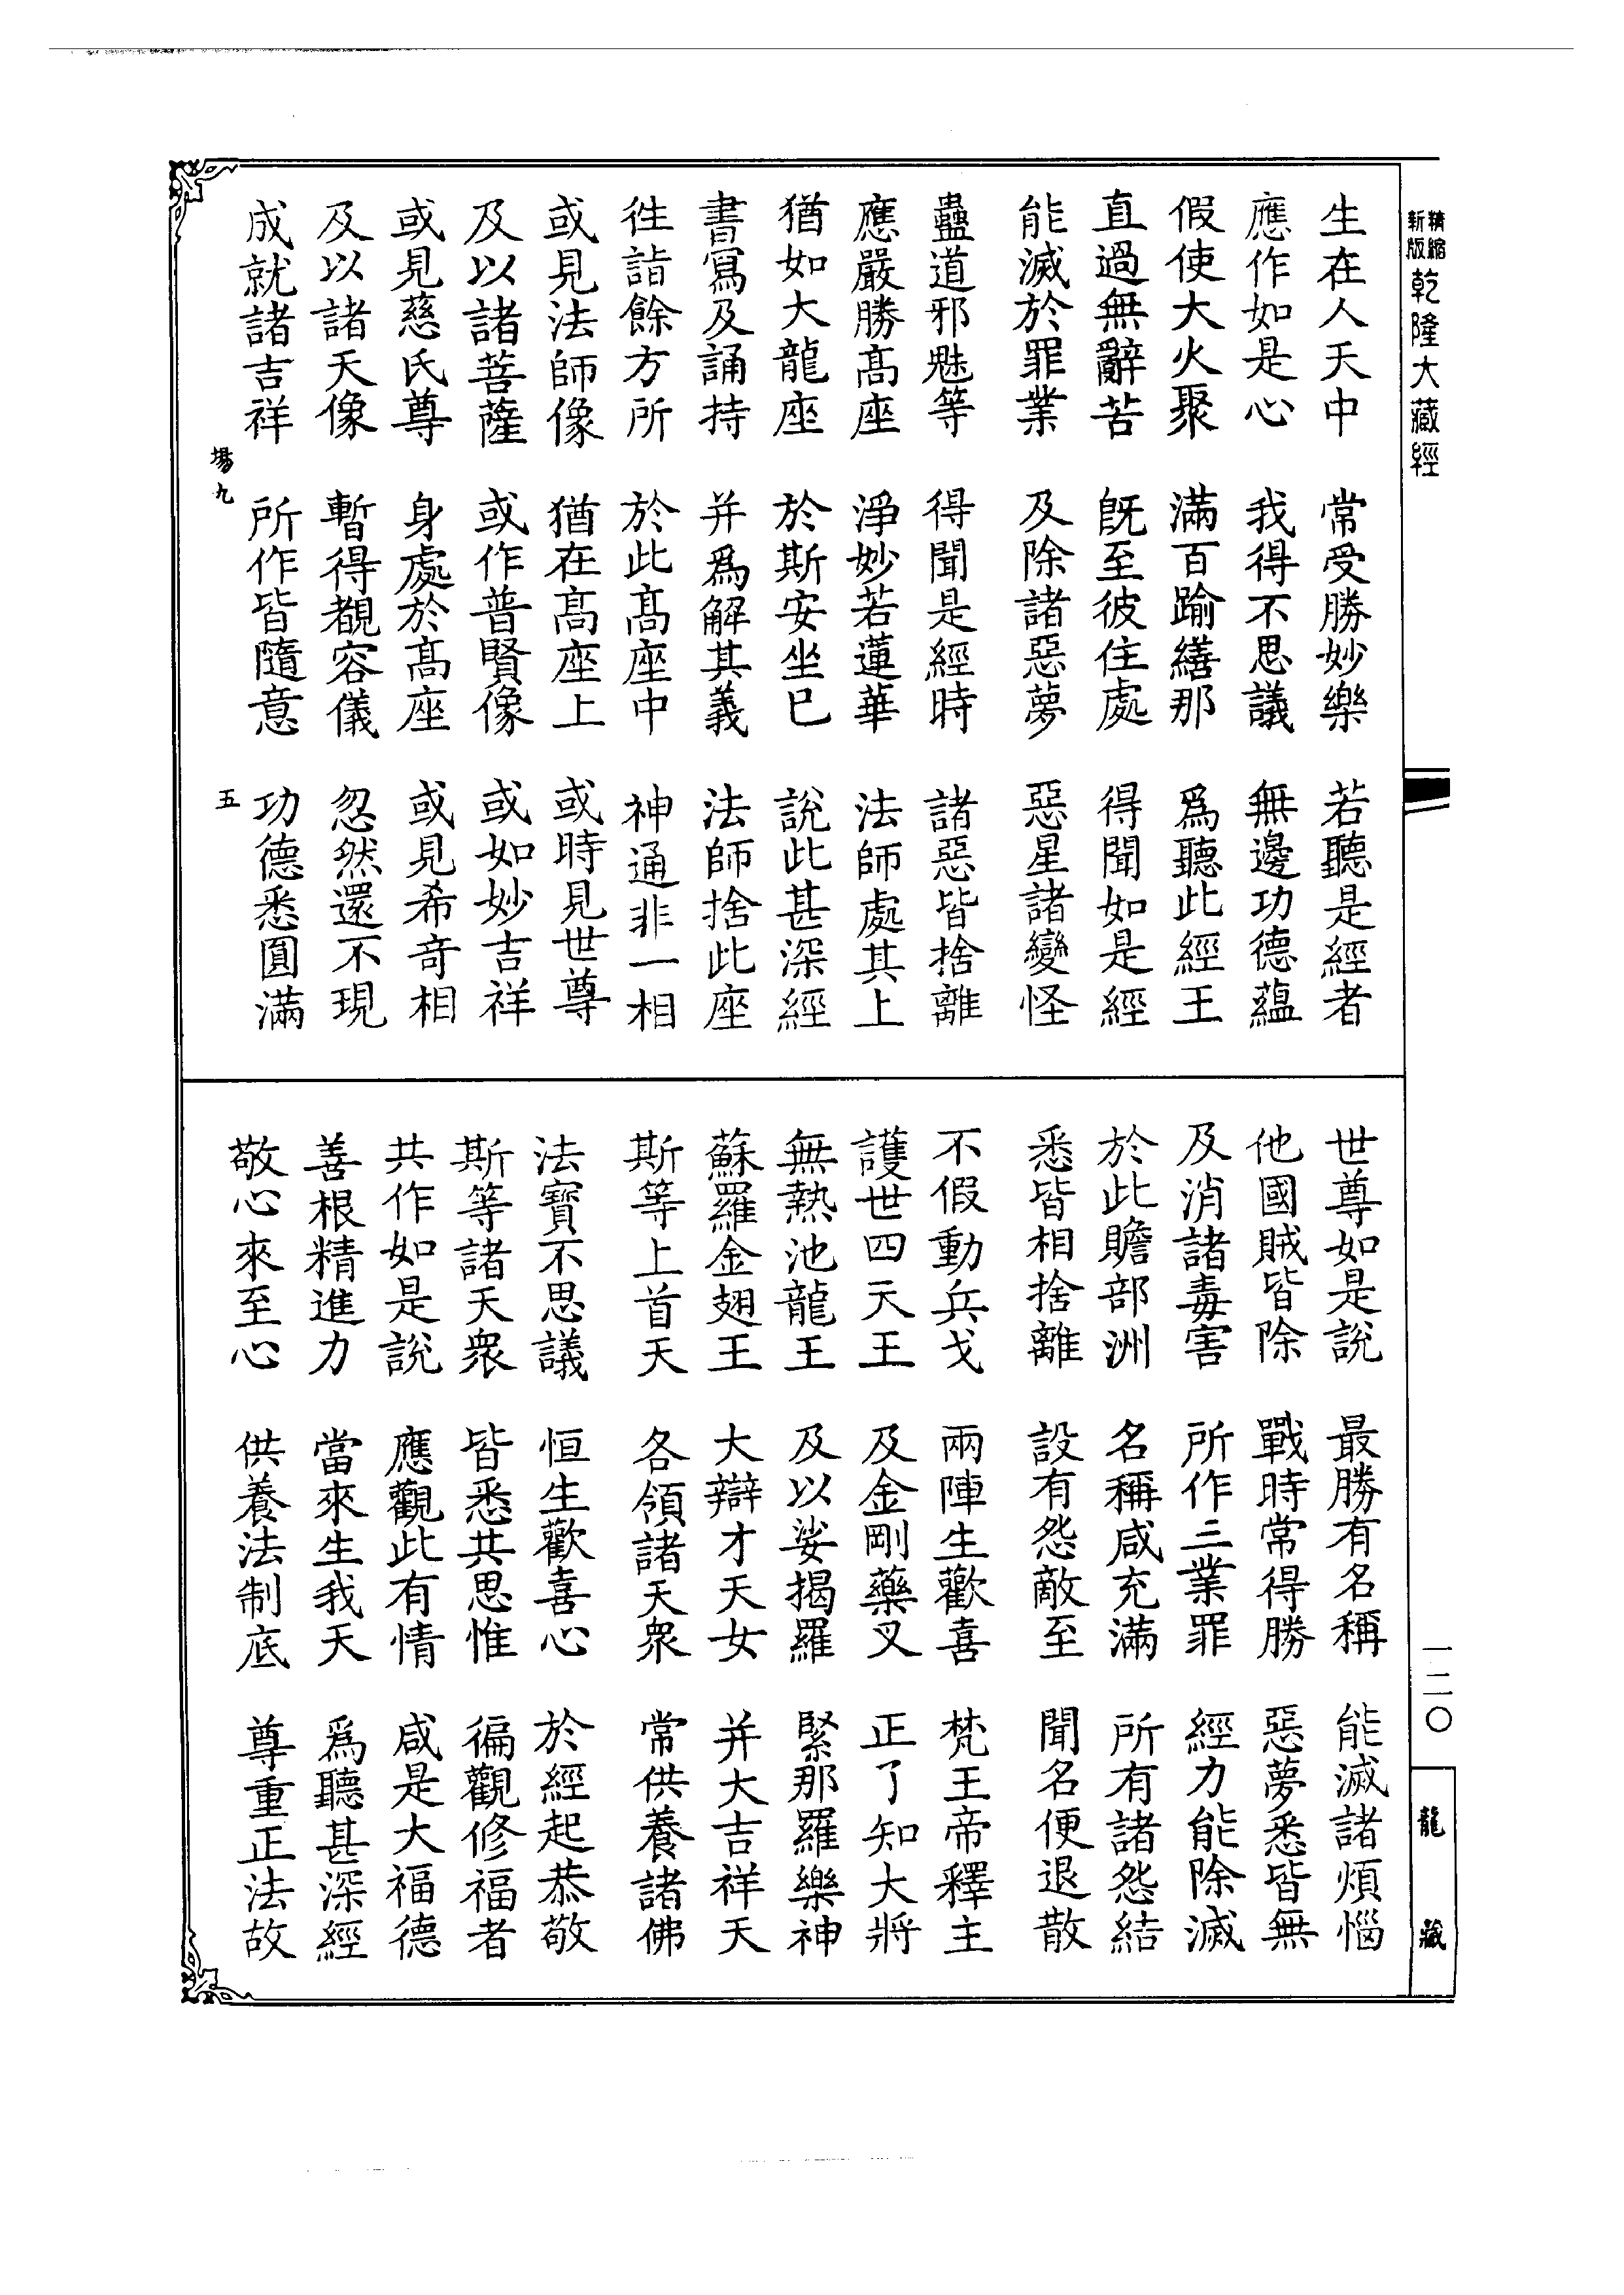 精縮新版乾隆大藏經
生在人天中　常受勝妙樂　若聽是經者
應作如是心　我得不思議　無邊功德蘊
假使大火聚　滿百踰繕那　爲聽此經王
直過無辭苦　旣至彼住處　得聞如是經
能滅於罪業　及除諸惡夢　惡星諸變怪
蠱道邪魅等　得聞是經時　諸惡皆捨離
應嚴勝髙座　淨妙若蓮華　法師處其上
猶如大龍座　於斯安坐已　說此甚深經
書寫及誦持　并爲解其義　法師捨此座
徃詣餘方所　於此髙座中　神通非一相
或見法師像　猶在髙座上　或時見世尊
及以諸菩薩　或作普賢像　或如妙吉祥
或見慈氏尊　身處於髙座　或見希奇相
及以諸天像　暫得覩容儀　忽然還不現
成就諸吉祥　所作皆隨意　功德悉圓滿
場九　五
世尊如是說　最勝有名稱　能滅諸煩惱
他國賊皆除　戰時常得勝　惡夢悉皆無
及消諸毒害　所作三業罪　經力能除滅
於此贍部洲　名稱咸充滿　所有諸怨結
悉皆相捨離　設有怨敵至　聞名便退散
不假動兵戈　兩陣生歡喜　梵王帝釋主
護世四天王　及金剛藥叉　正了知大將
無熱池龍王　及以娑揭羅　緊那羅樂神
蘇羅金翅王　大辯才天女　并大吉祥天
斯等上首天　各領諸天衆　常供養諸佛
法寶不思議　恒生歡喜心　於經起恭敬
斯等諸天衆　皆悉共思惟　徧觀修福者
共作如是說　應觀此有情　咸是大福德
善根精進力　當來生我天　爲聽甚深經
敬心來至心　供養法制底　尊重正法故
一二〇
龍藏